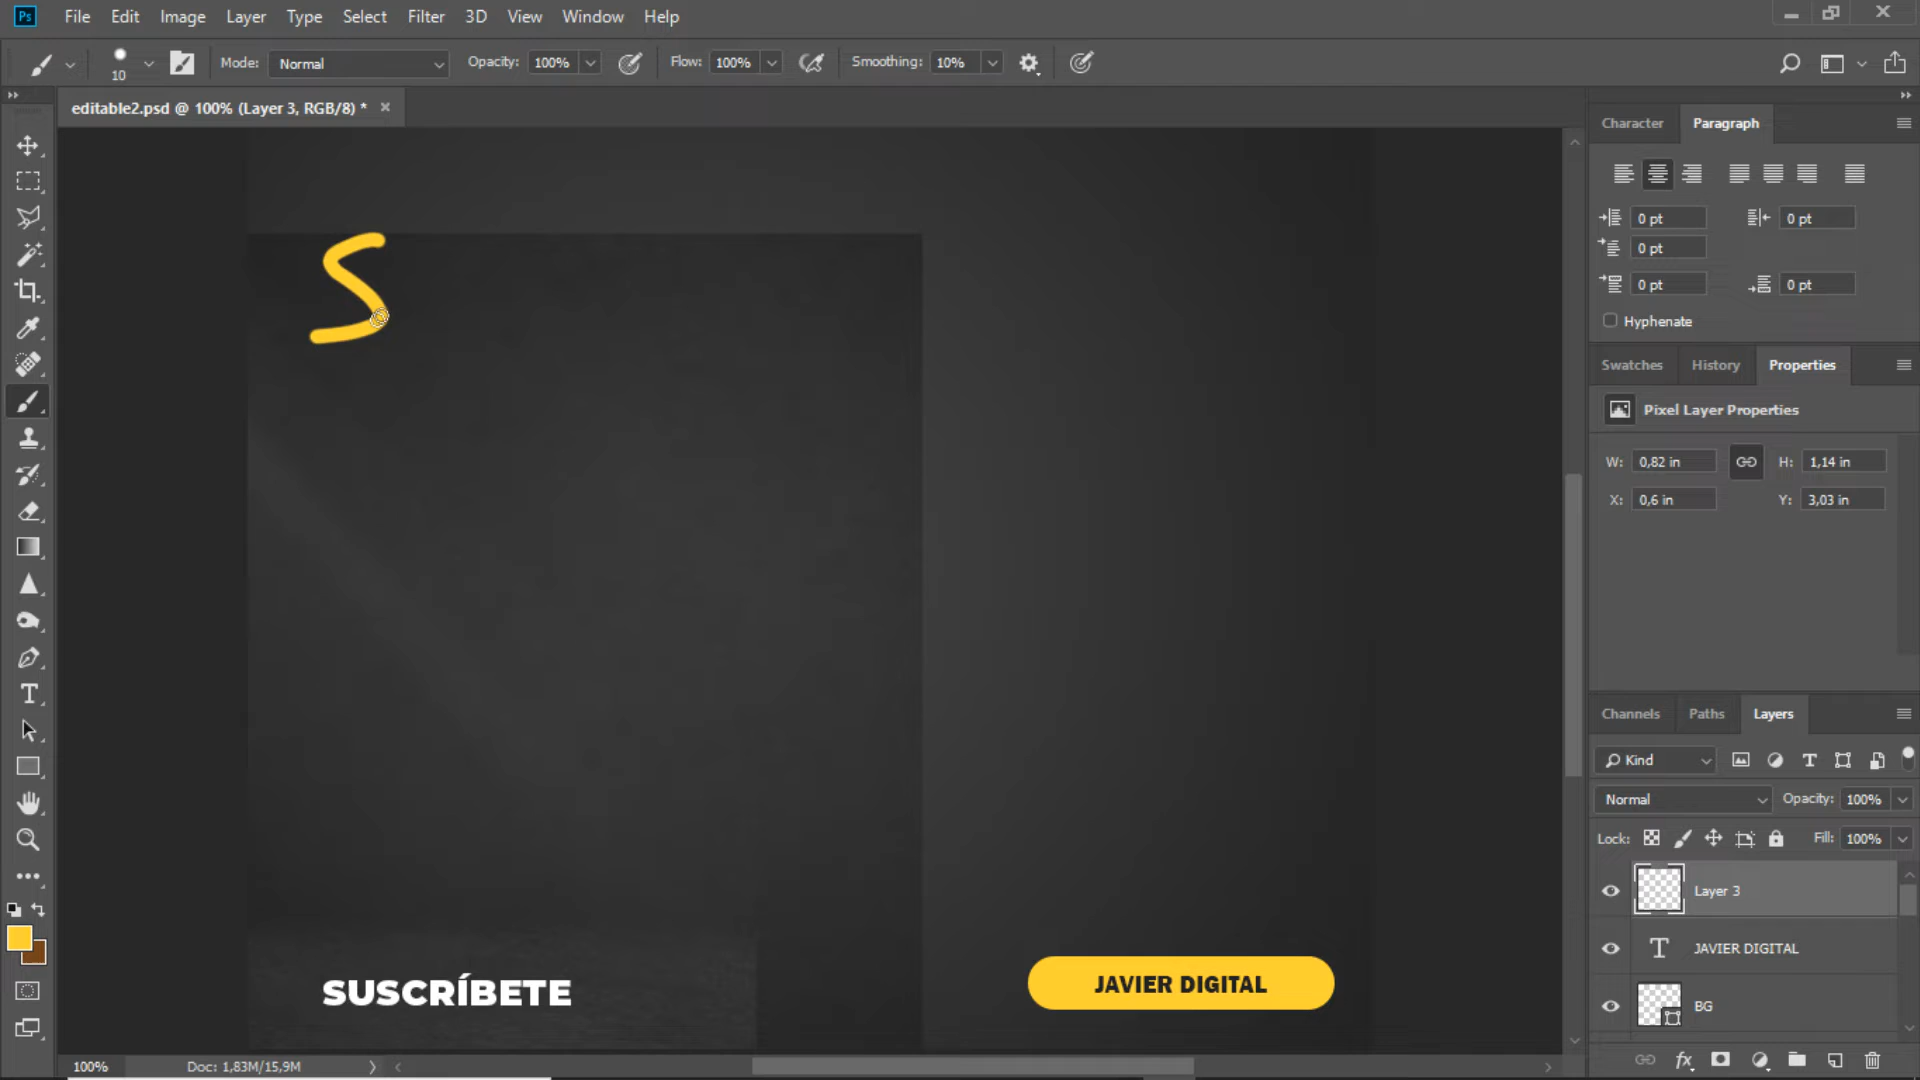 Ps File Edit Image Layer Type Select Filter 3D View Window Help
10 Mode: Normal Opacity: 100% Flow: 100% Smoothing: 10%
editable2.psd @ 100% (Layer 3, RGB/8) *
Character Paragraph
0 pt 0 pt
0 pt
0 pt 0 pt
Hyphenate
Swatches History Properties
Pixel Layer Properties
W: 0,82 in H: 1,14 in
X: 0,6 in Y: 3,03 in
S
Channels Paths Layers
Kind
Normal Opacity: 100%
Lock: Fill: 100%
Layer 3
T JAVIER DIGITAL
BG
SUSCRÍBETE
JAVIER DIGITAL
100% Doc: 1,83M/15,9M